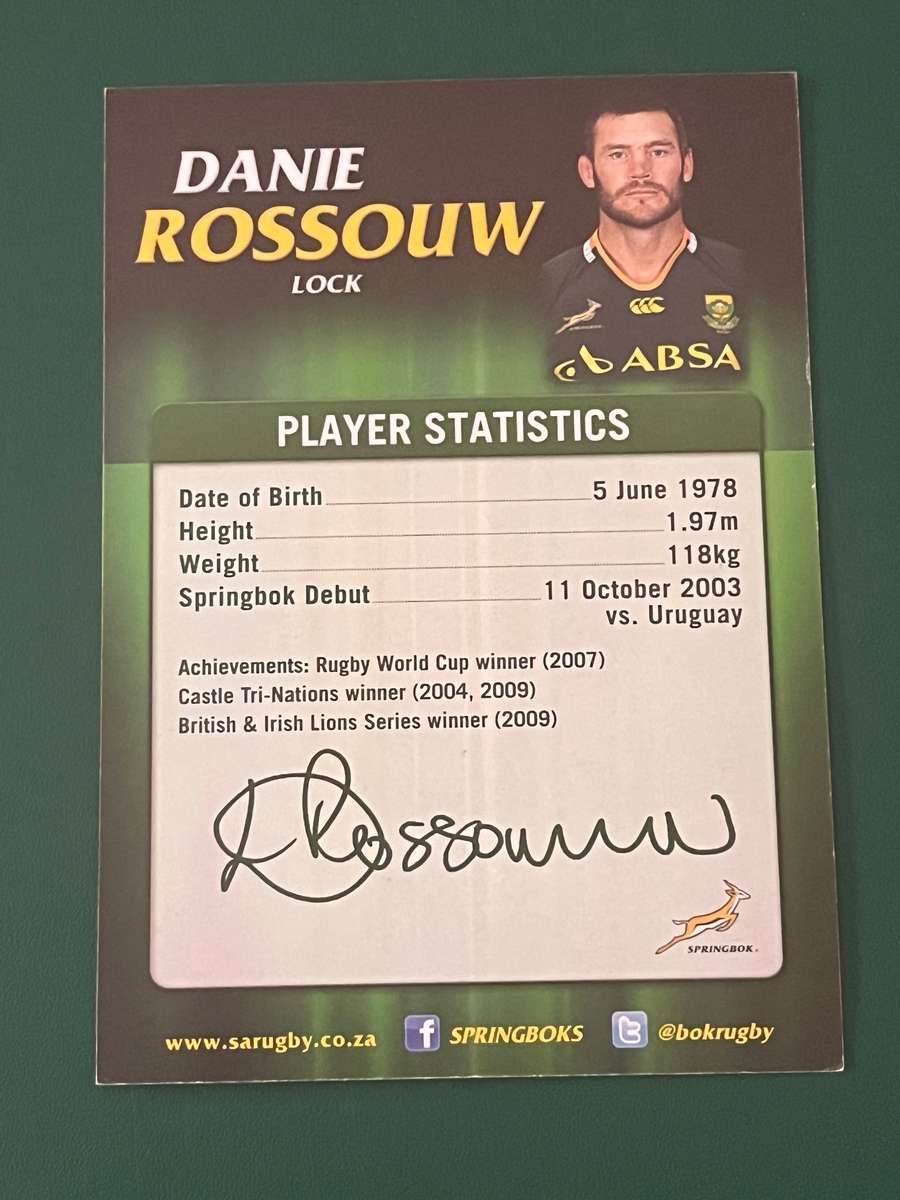 DANIE
ROSSOUW
LOCK
ABSA
PLAYER STATISTICS
Date of Birth 5 June 1978
Height 1.97m
Weight 118kg
Springbok Debut 11 October 2003
vs. Uruguay
Achievements: Rugby World Cup winner (2007)
Castle Tri-Nations winner (2004, 2009)
British & Irish Lions Series winner (2009)
D Rossouw
SPRINGBOK
www.sarugby.co.za f SPRINGBOKS t @bokrugby